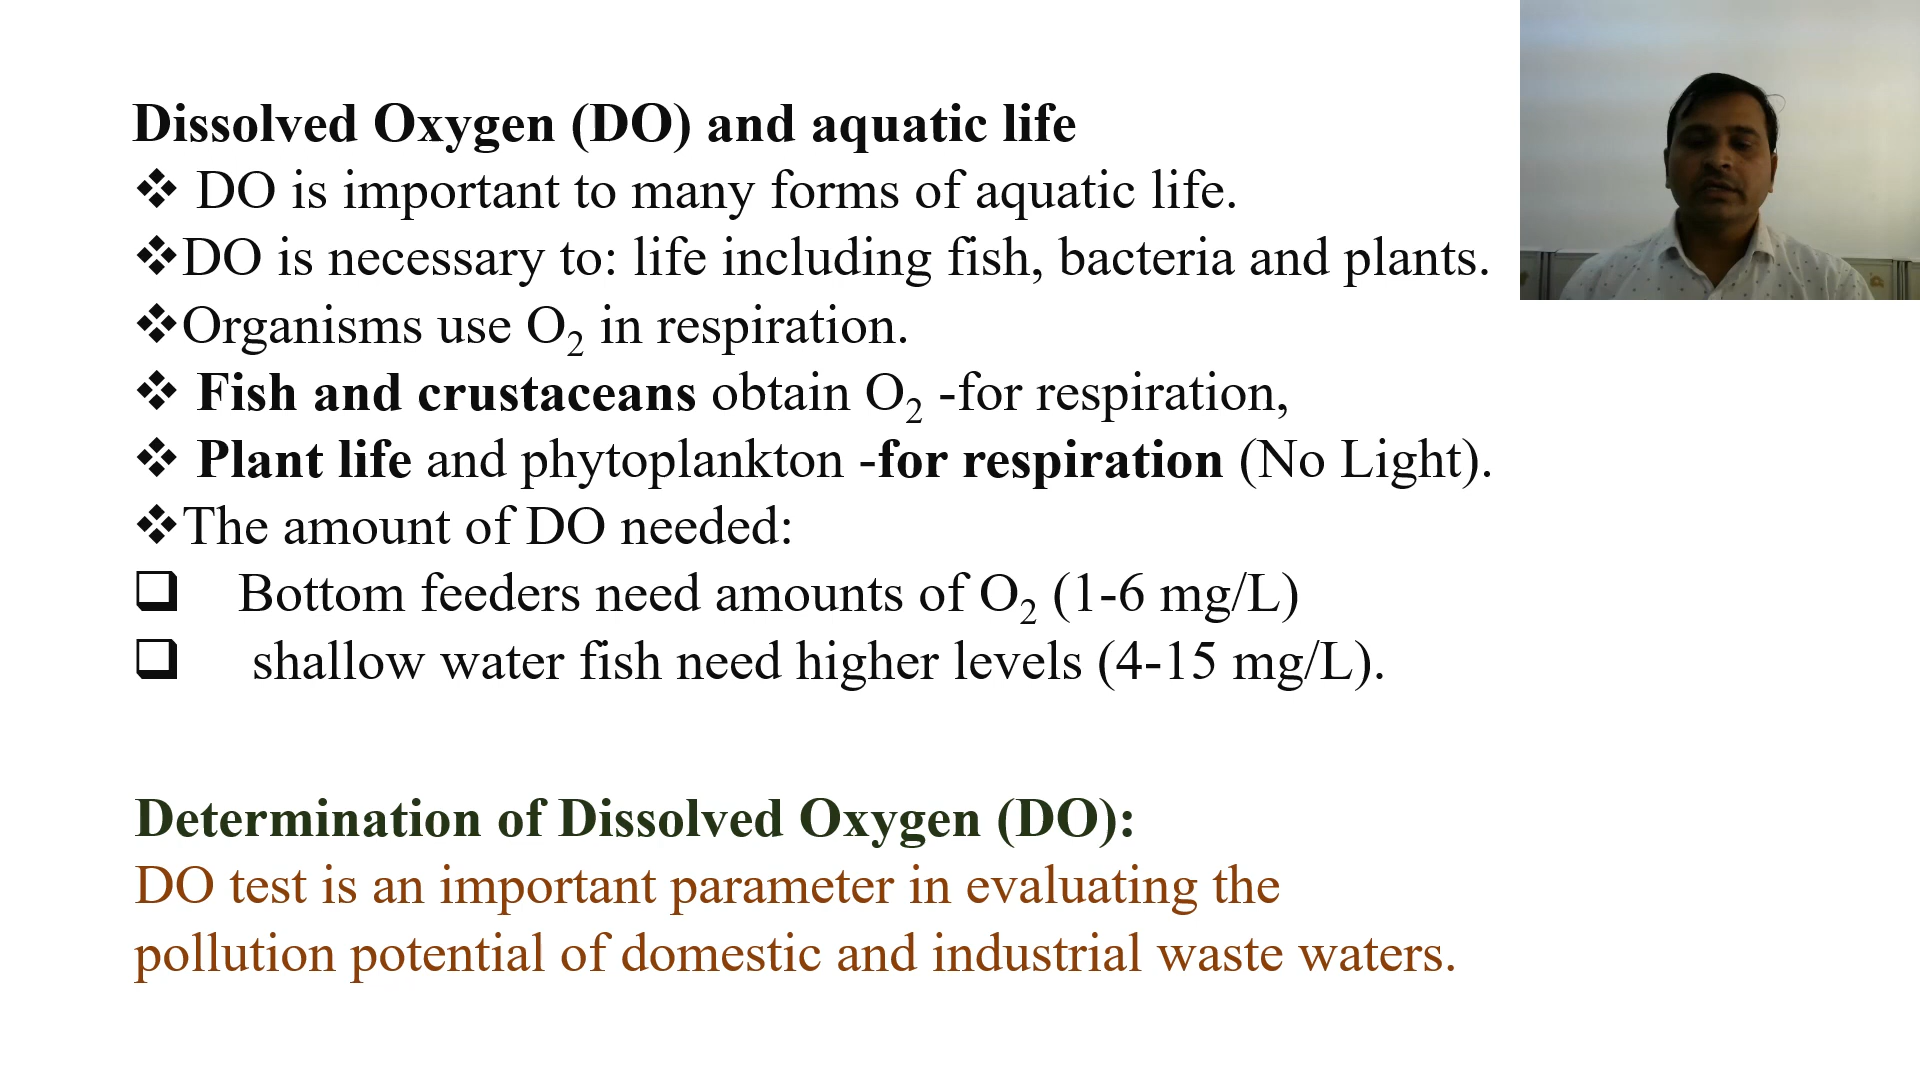 Dissolved Oxygen (DO) and aquatic life
❖ DO is important to many forms of aquatic life.
❖DO is necessary to: life including fish, bacteria and plants.
❖Organisms use O₂ in respiration.
❖ Fish and crustaceans obtain O₂ -for respiration,
❖ Plant life and phytoplankton -for respiration (No Light).
❖The amount of DO needed:
❑ Bottom feeders need amounts of O₂ (1-6 mg/L)
❑ shallow water fish need higher levels (4-15 mg/L).
Determination of Dissolved Oxygen (DO):
DO test is an important parameter in evaluating the
pollution potential of domestic and industrial waste waters.